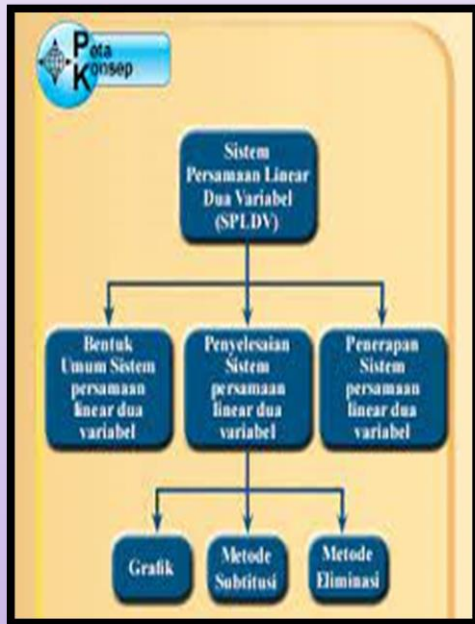 Peta
Konsep
Sistem
Persamaan Linear
Dua Variabel
(SPLDV)
Bentuk
Umum Sistem
persamaan
linear dua
variabel
Penyelesaian
Sistem
persamaan
linear dua
variabel
Penerapan
Sistem
persamaan
linear dua
variabel
Grafik
Metode
Subtitusi
Metode
Eliminasi